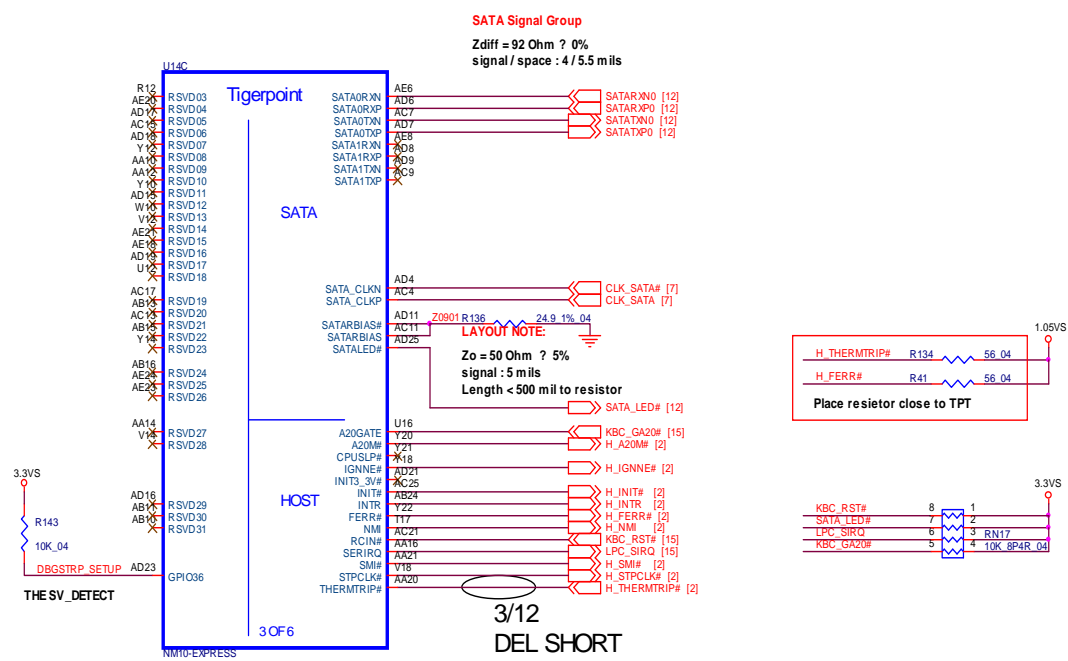 SATA Signal Group
Zdiff = 92 Ohm ? 0%
signal / space : 4 / 5.5 mils
U14C
Tigerpoint
R12 RSVD03
AE20 RSVD04
AD17 RSVD05
AC15 RSVD06
AD18 RSVD07
Y12 RSVD08
AA10 RSVD09
AA12 RSVD10
Y10 RSVD11
AD15 RSVD12
W10 RSVD13
V12 RSVD14
AE21 RSVD15
AE18 RSVD16
AD19 RSVD17
U12 RSVD18
AC17 RSVD19
AB13 RSVD20
AC13 RSVD21
AB15 RSVD22
Y14 RSVD23
AB16 RSVD24
AE24 RSVD25
AE23 RSVD26
AA14 RSVD27
V14 RSVD28
AD16 RSVD29
AB11 RSVD30
AB10 RSVD31
AD23 GPIO36
SATA
HOST
3 OF 6
NM10-EXPRESS
SATA0RXN AE6 SATARXN0 [12]
SATA0RXP AD6 SATARXP0 [12]
SATA0TXN AC7 SATATXN0 [12]
SATA0TXP AD7 SATATXP0 [12]
SATA1RXN AE8
SATA1RXP AD8
SATA1TXN AD9
SATA1TXP AC9
SATA_CLKN AD4 CLK_SATA# [7]
SATA_CLKP AC4 CLK_SATA [7]
SATARBIAS# AD11 Z0901 R136 24.9_1%_04
SATARBIAS AC11
SATALED# AD25
LAYOUT NOTE:
Zo = 50 Ohm ? 5%
signal : 5 mils
Length < 500 mil to resistor
SATA_LED# [12]
A20GATE U16 KBC_GA20# [15]
A20M# Y20 H_A20M# [2]
CPUSLP# Y21
IGNNE# Y18 H_IGNNE# [2]
INIT3_3V# AD21
INIT# AC25 H_INIT# [2]
INTR AB24 H_INTR [2]
FERR# Y22 H_FERR# [2]
NMI T17 H_NMI [2]
RCIN# AC21 KBC_RST# [15]
SERIRQ AA16 LPC_SIRQ [15]
SMI# AA21 H_SMI# [2]
STPCLK# V18 H_STPCLK# [2]
THERMTRIP# AA20 H_THERMTRIP# [2]
3/12
DEL SHORT
3.3VS
R143
10K_04
DBGSTRP_SETUP
THE SV_DETECT
1.05VS
H_THERMTRIP# R134 56_04
H_FERR# R41 56_04
Place resietor close to TPT
3.3VS
KBC_RST# 8 1
SATA_LED# 7 2
LPC_SIRQ 6 3 RN17
KBC_GA20# 5 4 10K_8P4R_04